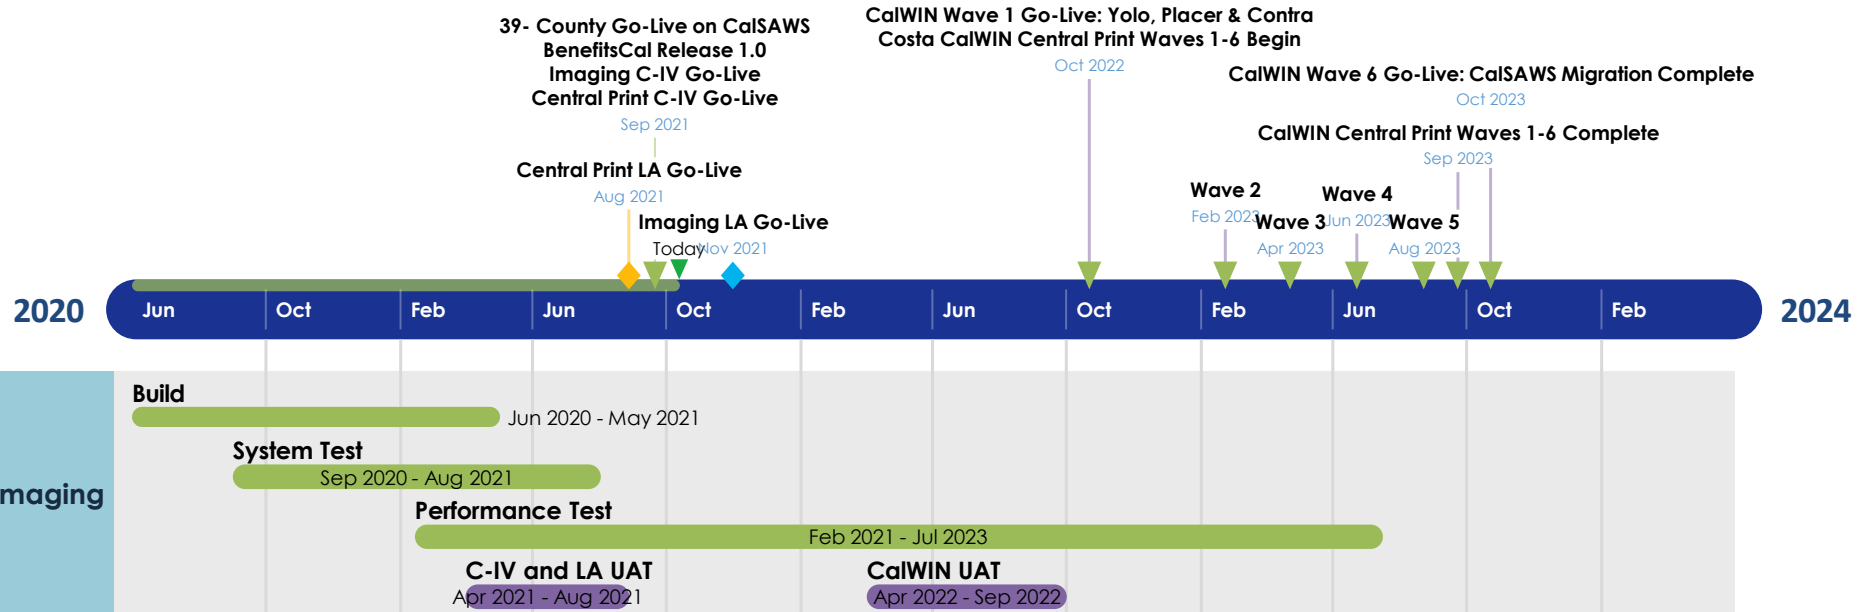 39- County Go-Live on CalSAWS
BenefitsCal Release 1.0
Imaging C-IV Go-Live
Central Print C-IV Go-Live
Sep 2021
Central Print LA Go-Live
Aug 2021
Imaging LA Go-Live
Today
Nov 2021
CalWIN Wave 1 Go-Live: Yolo, Placer & Contra
Costa CalWIN Central Print Waves 1-6 Begin
Oct 2022
CalWIN Wave 6 Go-Live: CalSAWS Migration Complete
Oct 2023
CalWIN Central Print Waves 1-6 Complete
Sep 2023
Wave 2
Feb 2023
Wave 3
Apr 2023
Wave 4
Jun 2023
Wave 5
Aug 2023
2020
Jun
Oct
Feb
Jun
Oct
Feb
Jun
Oct
Feb
Jun
Oct
Feb
2024
maging
Build
Jun 2020 - May 2021
System Test
Sep 2020 - Aug 2021
Performance Test
Feb 2021 - Jul 2023
C-IV and LA UAT
Apr 2021 - Aug 2021
CalWIN UAT
Apr 2022 - Sep 2022